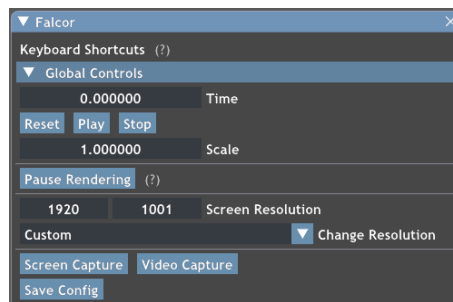 Falcor
Keyboard Shortcuts (?)
Global Controls
0.000000 Time
Reset Play Stop
1.000000 Scale
Pause Rendering (?)
1920 1001 Screen Resolution
Custom Change Resolution
Screen Capture Video Capture
Save Config